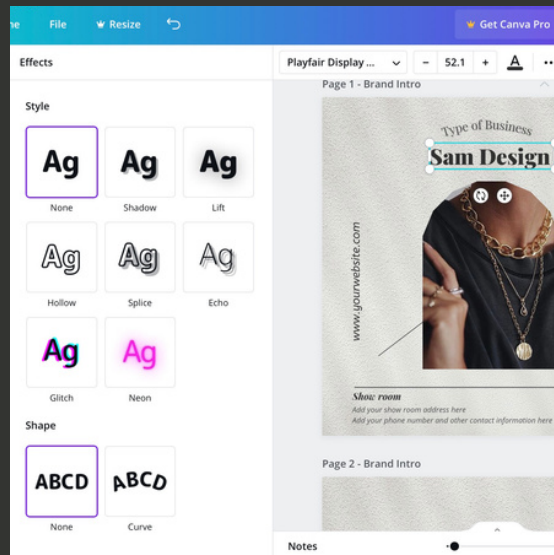 me File Resize Get Canva Pro
Effects
Playfair Display ... – 52.1 + A
Style
Ag Ag Ag
None Shadow Lift
Ag Ag Ag
Hollow Splice Echo
Ag Ag
Glitch Neon
Shape
ABCD ABCD
None Curve
Page 1 - Brand Intro
Type of Business
Sam Design
www.yourwebsite.com
Show room
Add your show room address here
Add your phone number and other contact information here
Page 2 - Brand Intro
Notes